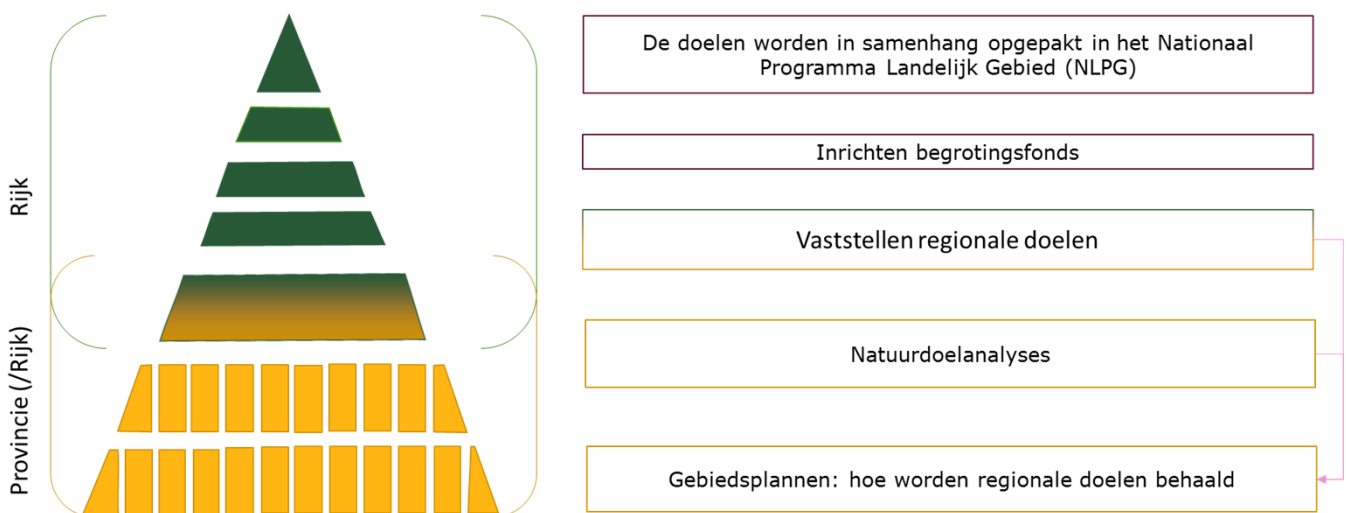 De doelen worden in samenhang opgepakt in het Nationaal
Programma Landelijk Gebied (NLPG)
Inrichten begrotingsfonds
Rijk
Vaststellen regionale doelen
Natuurdoelanalyses
Provincie (/Rijk)
Gebiedsplannen: hoe worden regionale doelen behaald